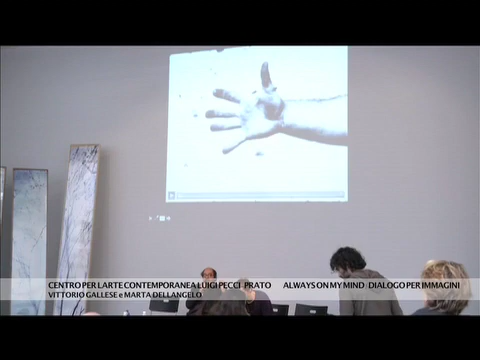 CENTRO PER LARTE CONTEMPORANEA LUIGI PECCI PRATO ALWAYS ON MY MIND DIALOGO PER IMMAGINI
VITTORIO GALLESE e MARTA DELLANGELO